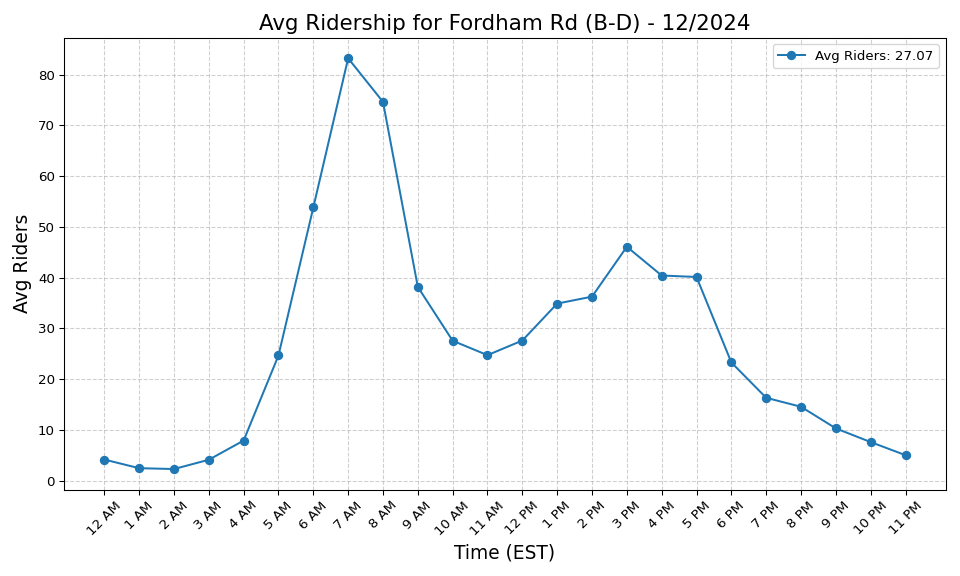 Avg Ridership for Fordham Rd (B-D) - 12/2024
Avg Riders: 27.07
Avg Riders
80
70
60
50
40
30
20
10
0
12 AM
1 AM
2 AM
3 AM
4 AM
5 AM
6 AM
7 AM
8 AM
9 AM
10 AM
11 AM
12 PM
1 PM
2 PM
3 PM
4 PM
5 PM
6 PM
7 PM
8 PM
9 PM
10 PM
11 PM
Time (EST)